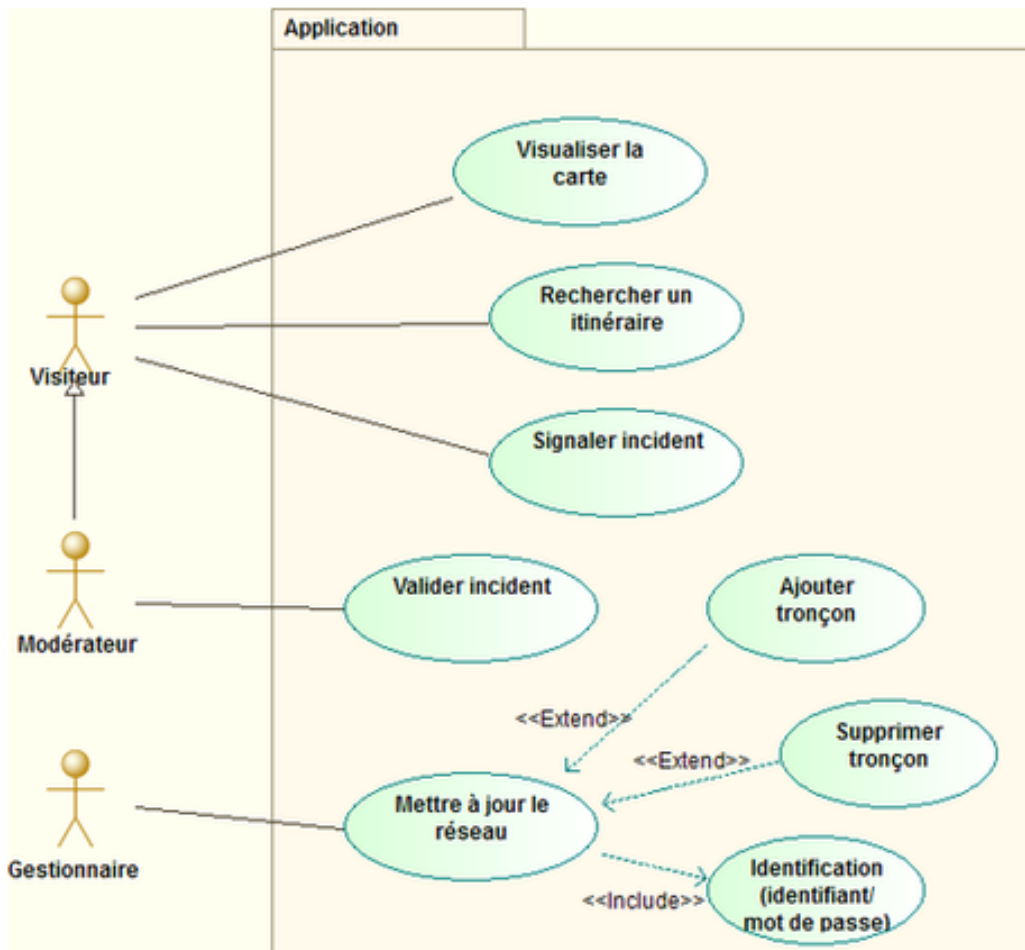 Application
Visualiser la
carte
Rechercher un
itinéraire
Visiteur
Signaler incident
Valider incident
Ajouter
tronçon
Modérateur
<<Extend>>
Supprimer
tronçon
<<Extend>>
Mettre à jour le
réseau
Gestionnaire
Identification
(identifiant/
mot de passe)
<<Include>>